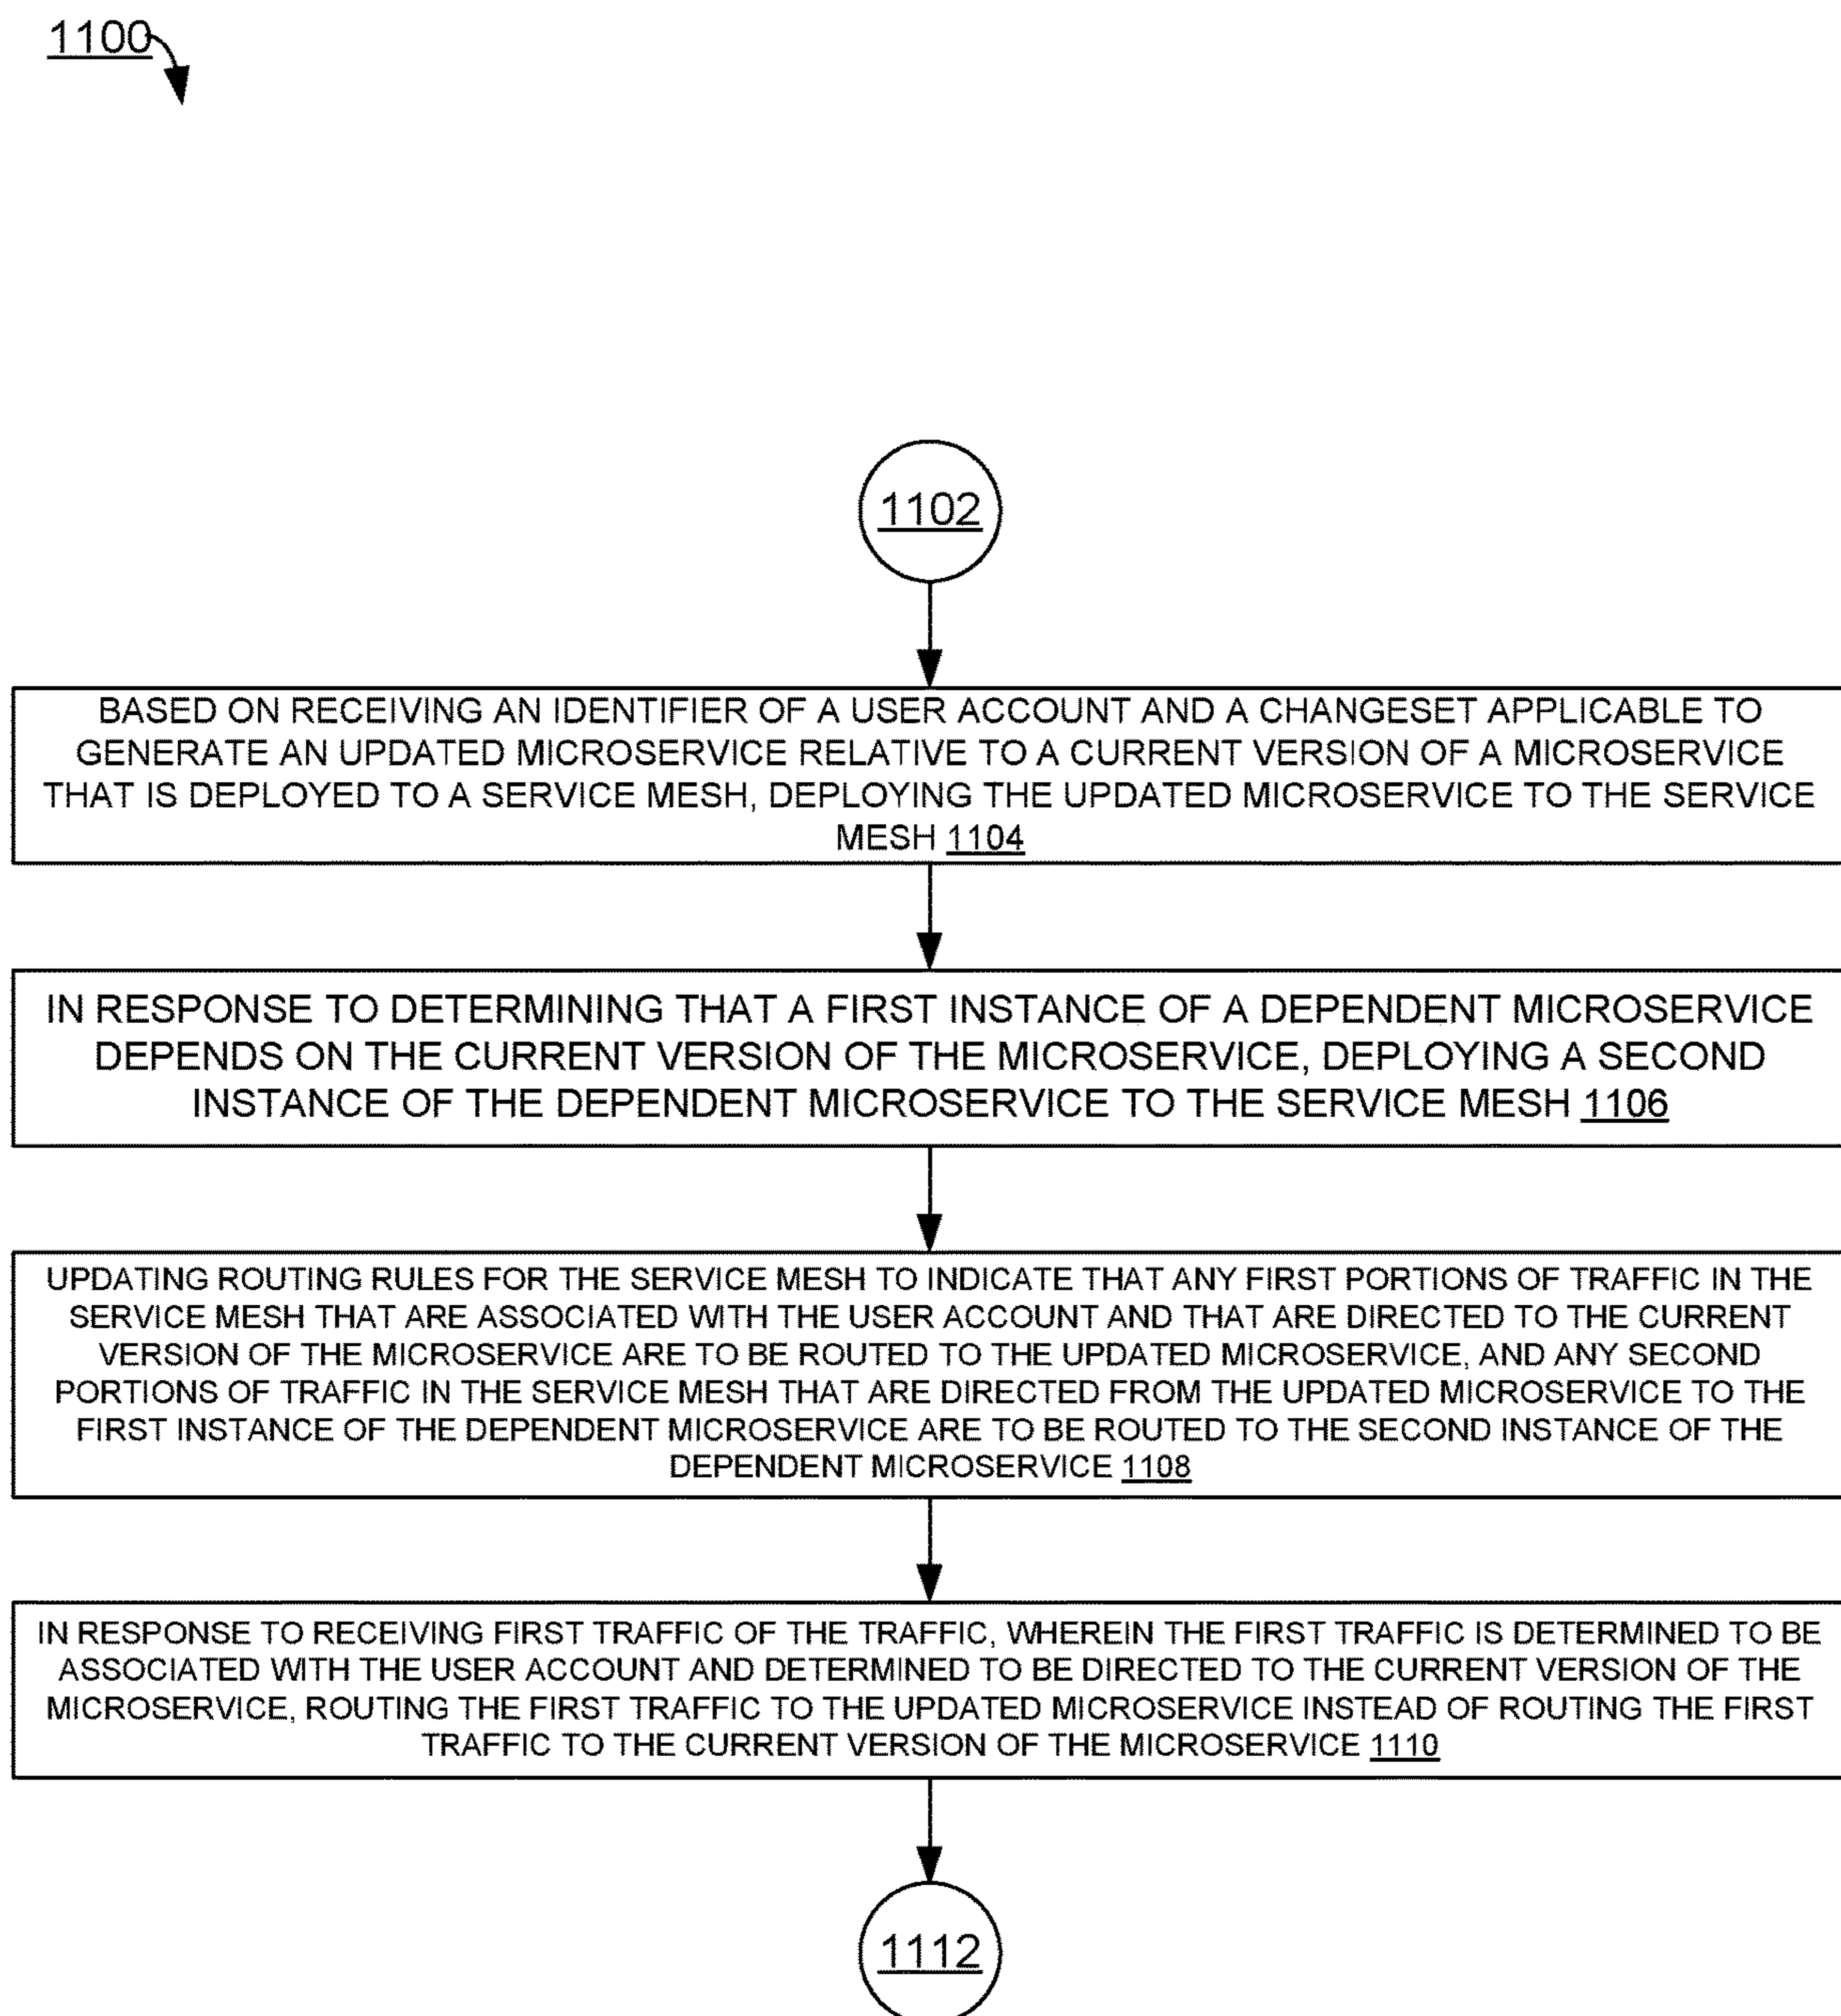 1100
1102
BASED ON RECEIVING AN IDENTIFIER OF A USER ACCOUNT AND A CHANGESET APPLICABLE TO
GENERATE AN UPDATED MICROSERVICE RELATIVE TO A CURRENT VERSION OF A MICROSERVICE
THAT IS DEPLOYED TO A SERVICE MESH, DEPLOYING THE UPDATED MICROSERVICE TO THE SERVICE
MESH 1104
IN RESPONSE TO DETERMINING THAT A FIRST INSTANCE OF A DEPENDENT MICROSERVICE
DEPENDS ON THE CURRENT VERSION OF THE MICROSERVICE, DEPLOYING A SECOND
INSTANCE OF THE DEPENDENT MICROSERVICE TO THE SERVICE MESH 1106
UPDATING ROUTING RULES FOR THE SERVICE MESH TO INDICATE THAT ANY FIRST PORTIONS OF TRAFFIC IN THE
SERVICE MESH THAT ARE ASSOCIATED WITH THE USER ACCOUNT AND THAT ARE DIRECTED TO THE CURRENT
VERSION OF THE MICROSERVICE ARE TO BE ROUTED TO THE UPDATED MICROSERVICE, AND ANY SECOND
PORTIONS OF TRAFFIC IN THE SERVICE MESH THAT ARE DIRECTED FROM THE UPDATED MICROSERVICE TO THE
FIRST INSTANCE OF THE DEPENDENT MICROSERVICE ARE TO BE ROUTED TO THE SECOND INSTANCE OF THE
DEPENDENT MICROSERVICE 1108
IN RESPONSE TO RECEIVING FIRST TRAFFIC OF THE TRAFFIC, WHEREIN THE FIRST TRAFFIC IS DETERMINED TO BE
ASSOCIATED WITH THE USER ACCOUNT AND DETERMINED TO BE DIRECTED TO THE CURRENT VERSION OF THE
MICROSERVICE, ROUTING THE FIRST TRAFFIC TO THE UPDATED MICROSERVICE INSTEAD OF ROUTING THE FIRST
TRAFFIC TO THE CURRENT VERSION OF THE MICROSERVICE 1110
1112